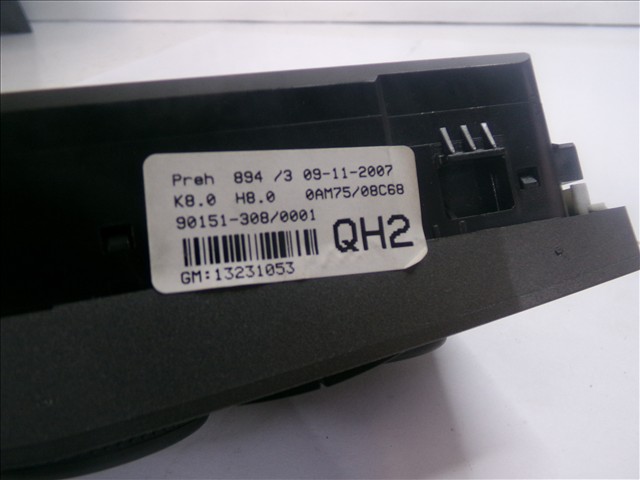 Preh 894 /3 09-11-2007
K8.0 H8.0 0AM75/08C68
90151-308/0001
QH2
GM:13231053